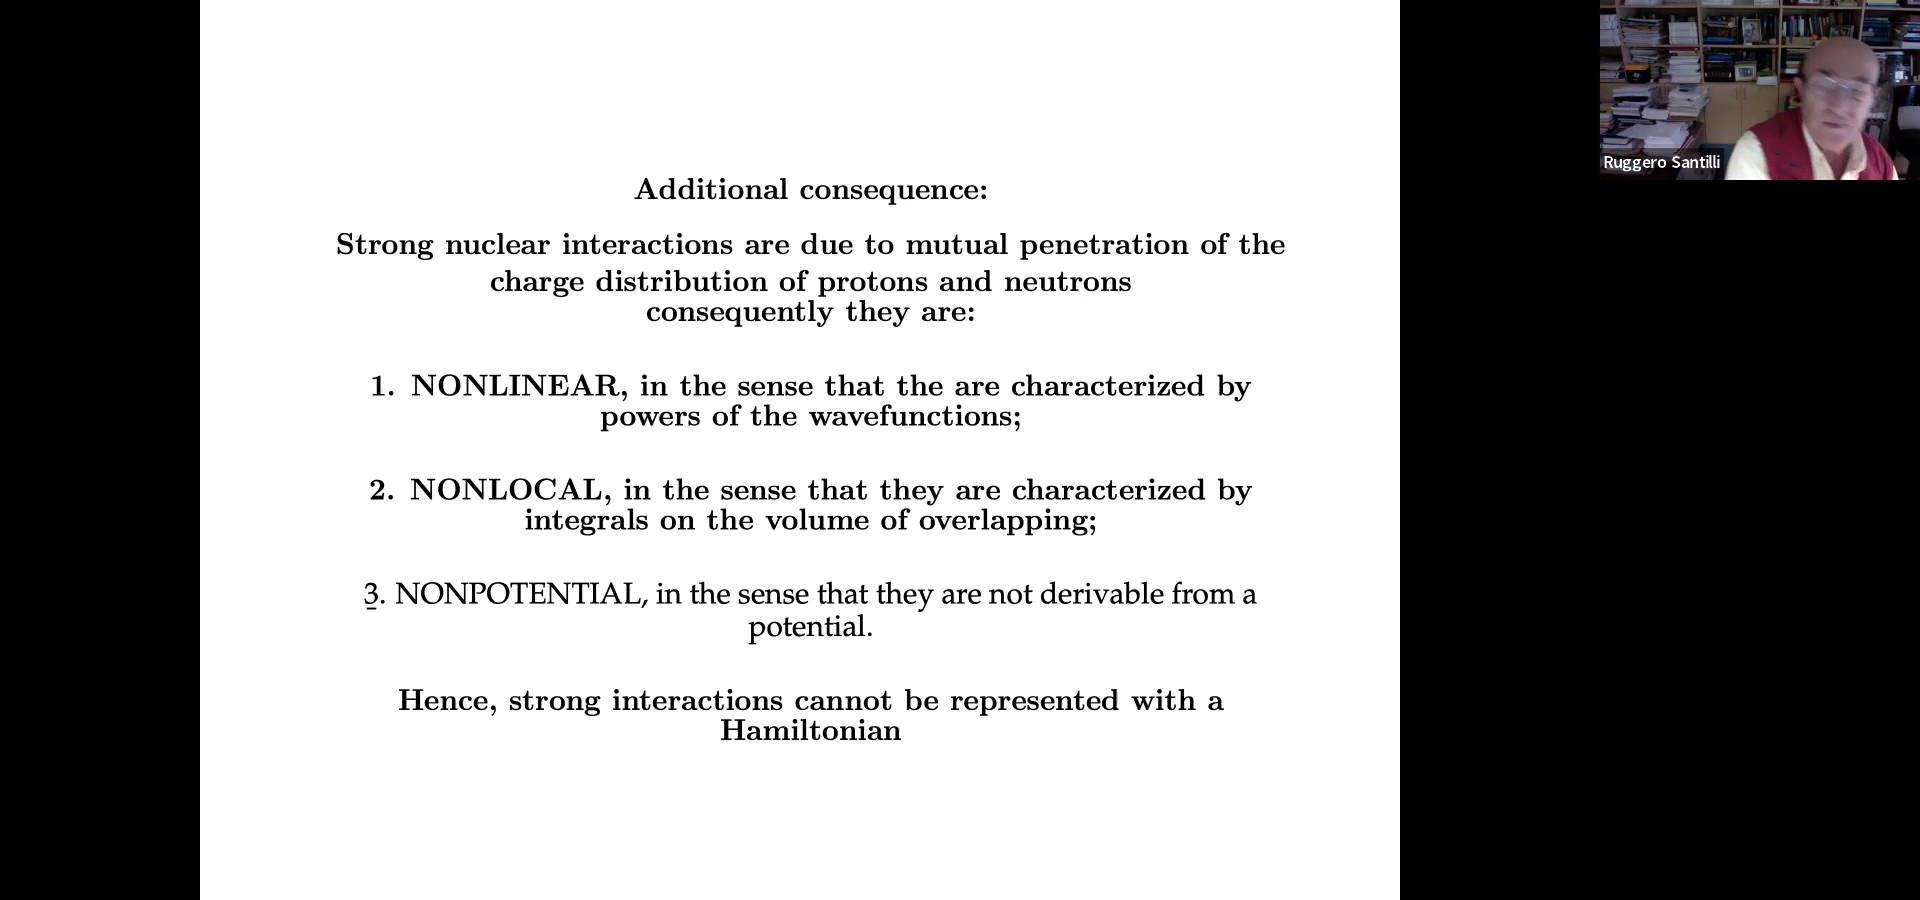 Additional consequence:
Strong nuclear interactions are due to mutual penetration of the
charge distribution of protons and neutrons
consequently they are:
1. NONLINEAR, in the sense that the are characterized by
powers of the wavefunctions;
2. NONLOCAL, in the sense that they are characterized by
integrals on the volume of overlapping;
3. NONPOTENTIAL, in the sense that they are not derivable from a
potential.
Hence, strong interactions cannot be represented with a
Hamiltonian
Ruggero Santilli